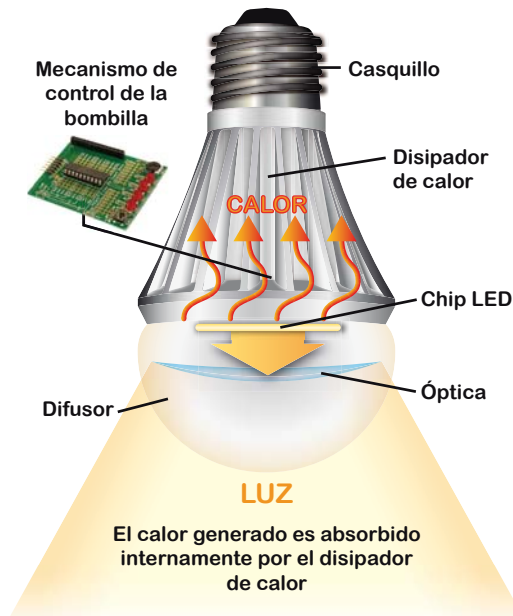 Mecanismo de
control de la
bombilla
Casquillo
Disipador
de calor
CALOR
Chip LED
Óptica
Difusor
LUZ
El calor generado es absorbido
internamente por el disipador
de calor